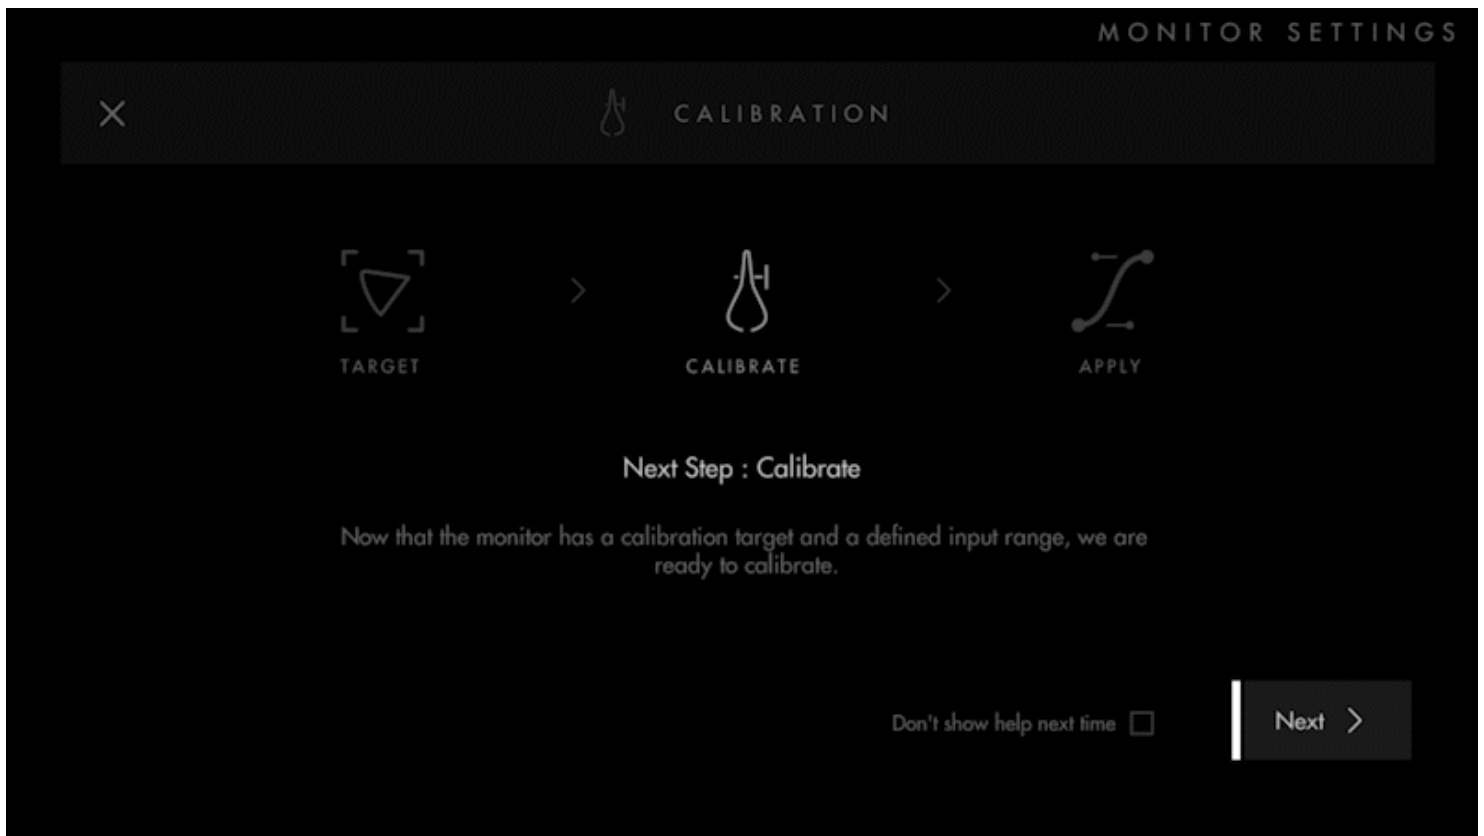 MONITOR SETTINGS
CALIBRATION
TARGET
CALIBRATE
APPLY
Next Step : Calibrate
Now that the monitor has a calibration target and a defined input range, we are
ready to calibrate.
Don't show help next time
Next